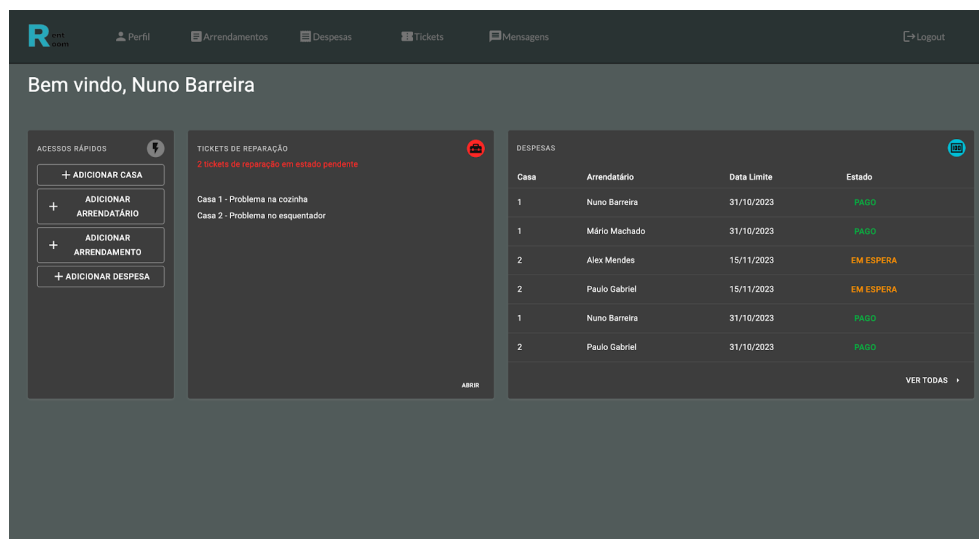 Rent
Room
Perfil
Arrendamentos
Despesas
Tickets
Mensagens
Logout
Bem vindo, Nuno Barreira
ACESSOS RÁPIDOS
+ ADICIONAR CASA
+ ADICIONAR
ARRENDATÁRIO
+ ADICIONAR
ARRENDAMENTO
+ ADICIONAR DESPESA
TICKETS DE REPARAÇÃO
2 tickets de reparação em estado pendente
Casa 1 - Problema na cozinha
Casa 2 - Problema no esquentador
ABRIR
DESPESAS
Casa Arrendatário Data Limite Estado
1 Nuno Barreira 31/10/2023 PAGO
1 Mário Machado 31/10/2023 PAGO
2 Alex Mendes 15/11/2023 EM ESPERA
2 Paulo Gabriel 15/11/2023 EM ESPERA
1 Nuno Barreira 31/10/2023 PAGO
2 Paulo Gabriel 31/10/2023 PAGO
VER TODAS